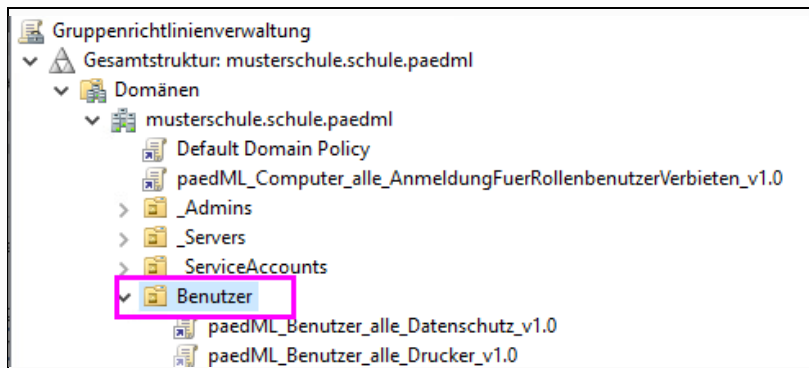 Gruppenrichtlinienverwaltung
Gesamtstruktur: musterschule.schule.paedml
Domänen
musterschule.schule.paedml
Default Domain Policy
paedML_Computer_alle_AnmeldungFuerRollenbenutzerVerbieten_v1.0
_Admins
_Servers
_ServiceAccounts
Benutzer
paedML_Benutzer_alle_Datenschutz_v1.0
paedML_Benutzer_alle_Drucker_v1.0